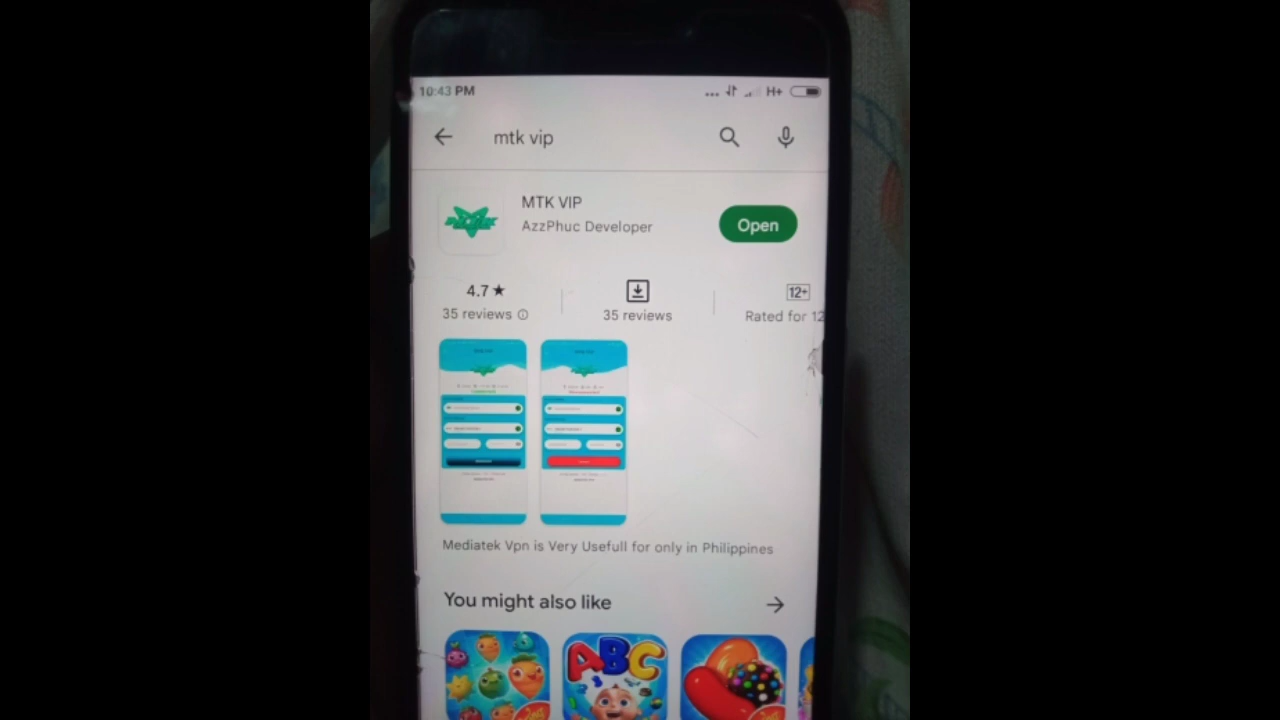 10:43 PM
H+
mtk vip
MTK VIP
AzzPhuc Developer
Open
4.7★
12+
35 reviews
35 reviews
Rated for 12
Mediatek Vpn is Very Usefull for only in Philippines
You might also like
ABC